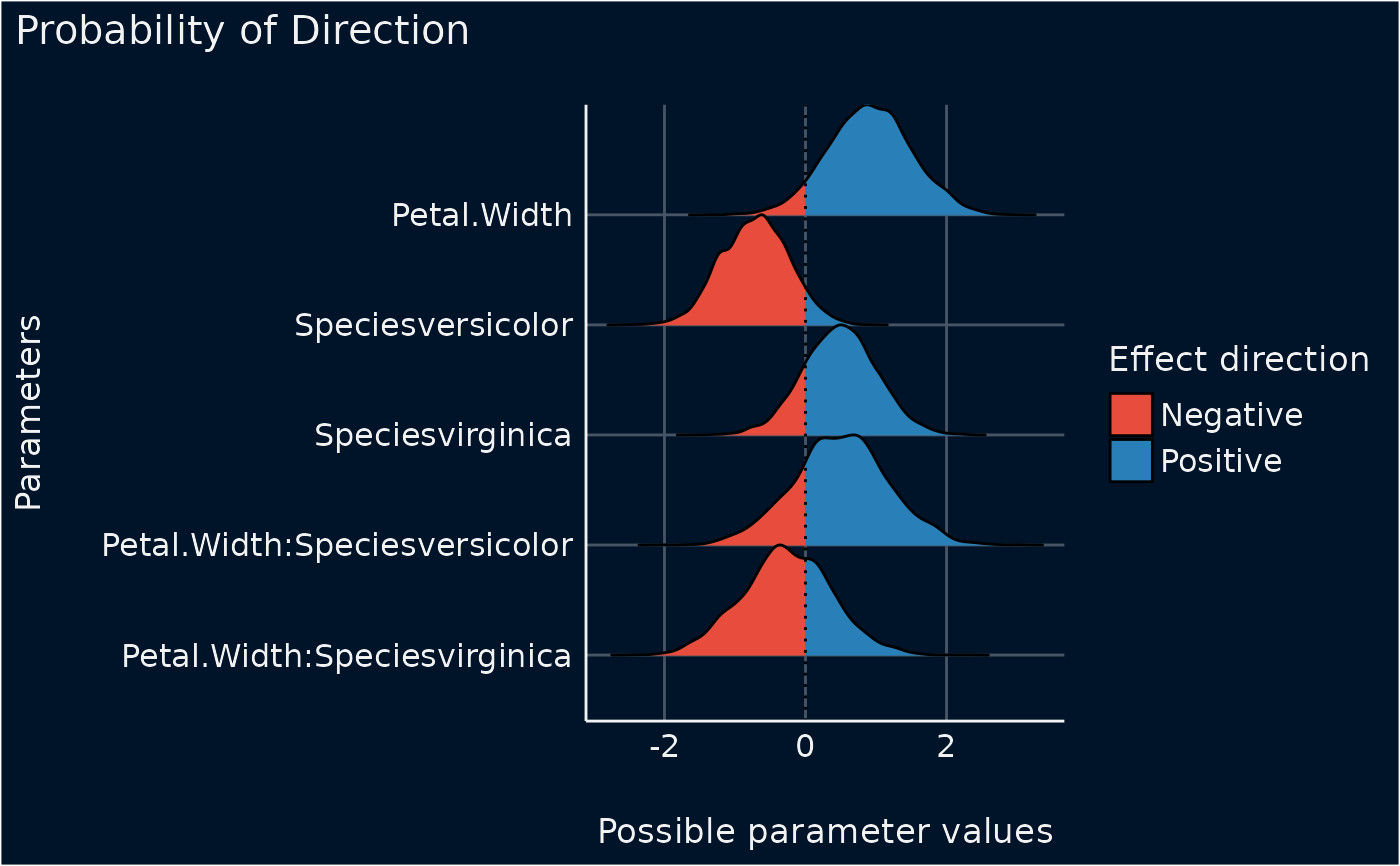 Probability of Direction
Parameters
Petal.Width
Speciesversicolor
Speciesvirginica
Petal.Width:Speciesversicolor
Petal.Width:Speciesvirginica
-2 0 2
Possible parameter values
Effect direction
Negative
Positive